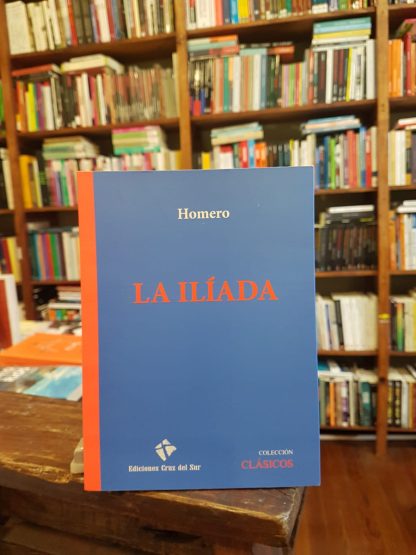 Homero
LA ILÍADA
Ediciones Cruz del Sur
COLECCIÓN
CLÁSICOS